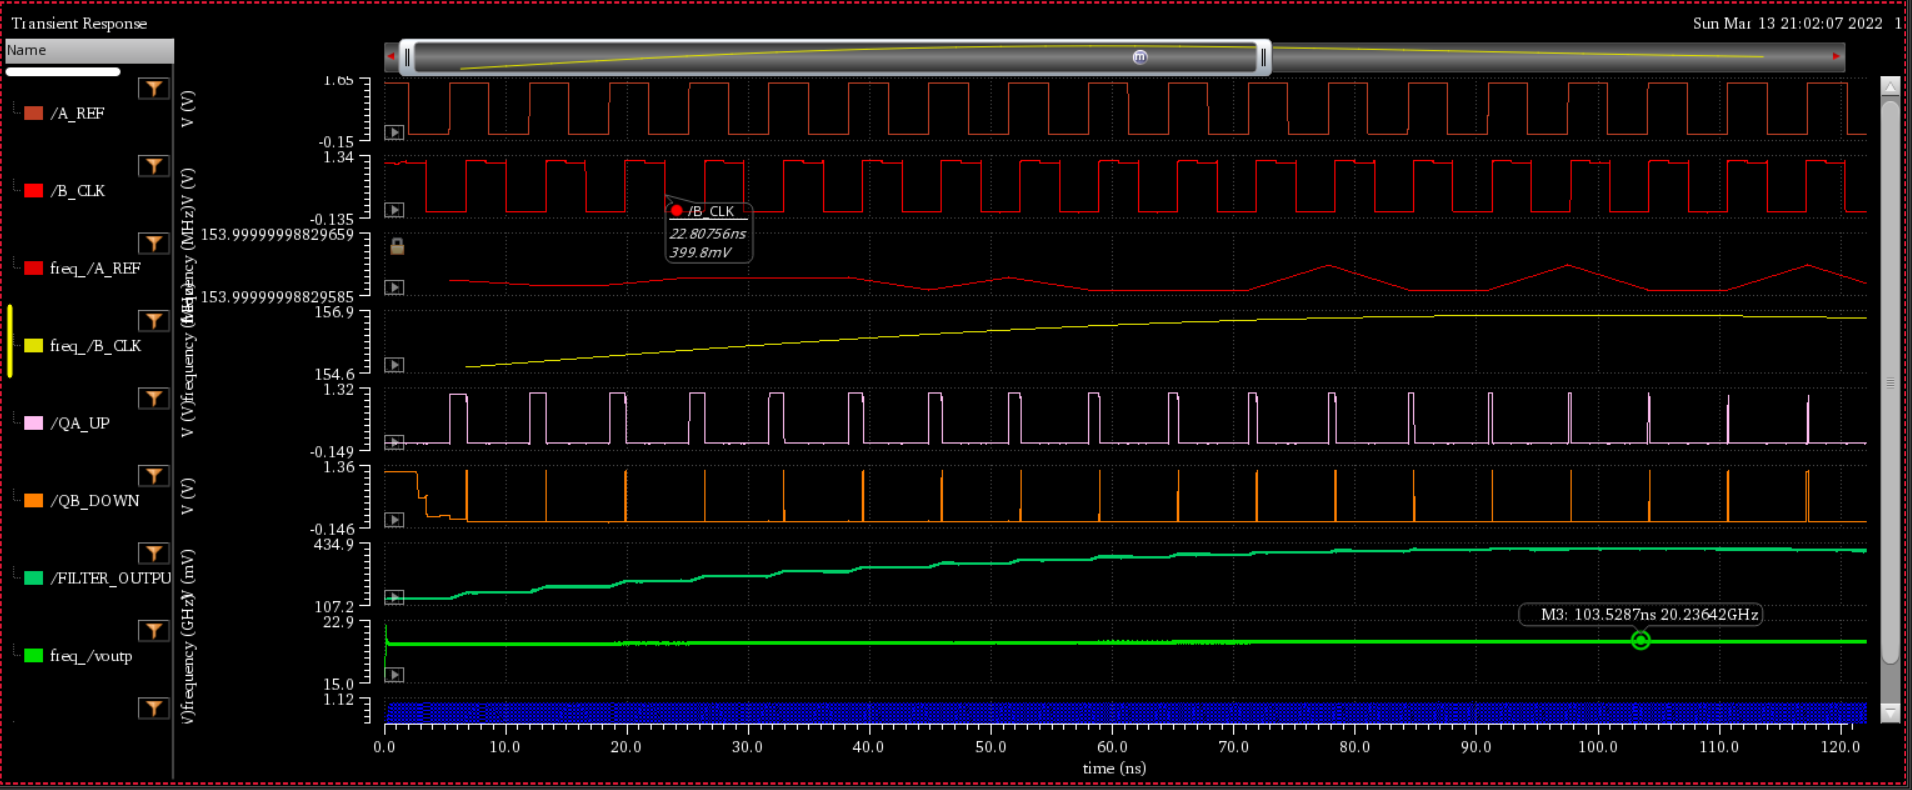 Transient Response
Sun Mar 13 21:02:07 2022 1
Name
/A_REF
/B_CLK
freq_/A_REF
freq_/B_CLK
/QA_UP
/QB_DOWN
/FILTER_OUTPU
freq_/voutp
V (V)
1.65
-0.15
V (V)
1.34
-0.135
frequency (MHz)
153.99999998829659
153.99999998829585
frequency (MHz)
156.9
154.6
V (V)
1.32
-0.149
V (V)
1.36
-0.146
V (mV)
434.9
107.2
frequency (GHz)
22.9
15.0
V)
1.12
m
/B_CLK
22.80756ns
399.8mV
M3: 103.5287ns 20.23642GHz
0.0 10.0 20.0 30.0 40.0 50.0 60.0 70.0 80.0 90.0 100.0 110.0 120.0
time (ns)